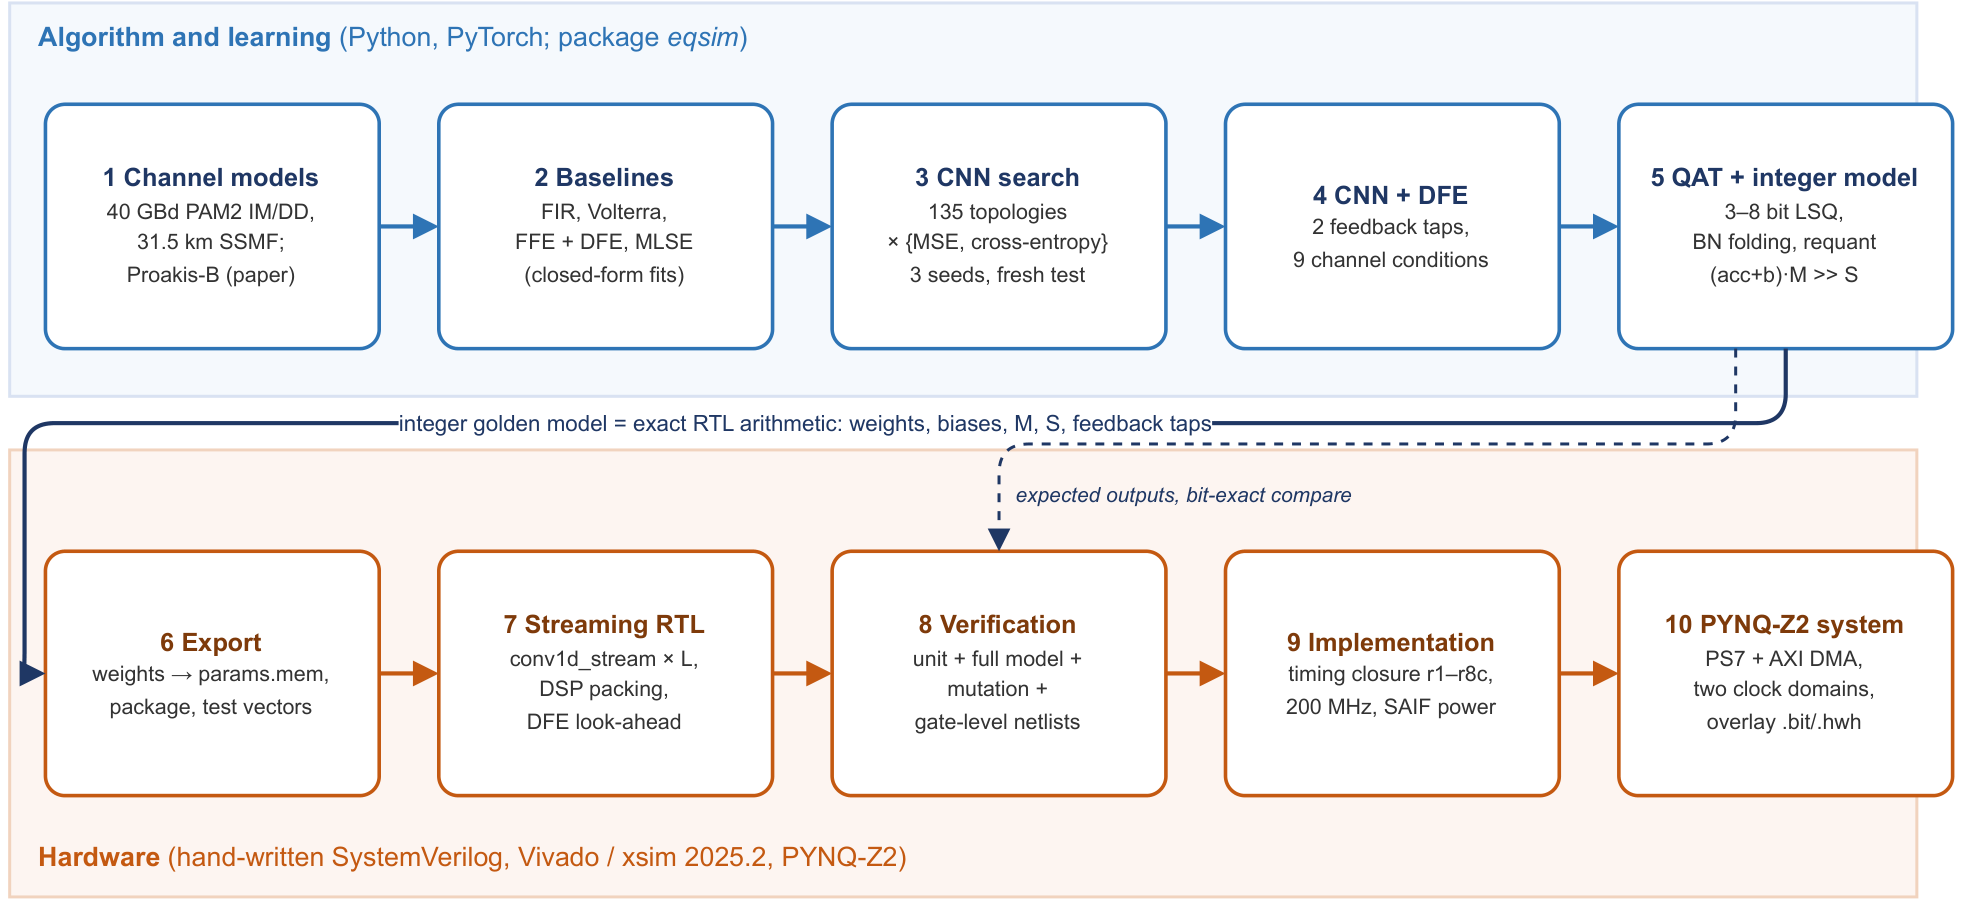 Algorithm and learning (Python, PyTorch; package eqsim)
1 Channel models
40 GBd PAM2 IM/DD,
31.5 km SSMF;
Proakis-B (paper)
2 Baselines
FIR, Volterra,
FFE + DFE, MLSE
(closed-form fits)
3 CNN search
135 topologies
× {MSE, cross-entropy}
3 seeds, fresh test
4 CNN + DFE
2 feedback taps,
9 channel conditions
5 QAT + integer model
3–8 bit LSQ,
BN folding, requant
(acc+b)·M >> S
integer golden model = exact RTL arithmetic: weights, biases, M, S, feedback taps
expected outputs, bit-exact compare
6 Export
weights → params.mem,
package, test vectors
7 Streaming RTL
conv1d_stream × L,
DSP packing,
DFE look-ahead
8 Verification
unit + full model +
mutation +
gate-level netlists
9 Implementation
timing closure r1–r8c,
200 MHz, SAIF power
10 PYNQ-Z2 system
PS7 + AXI DMA,
two clock domains,
overlay .bit/.hwh
Hardware (hand-written SystemVerilog, Vivado / xsim 2025.2, PYNQ-Z2)